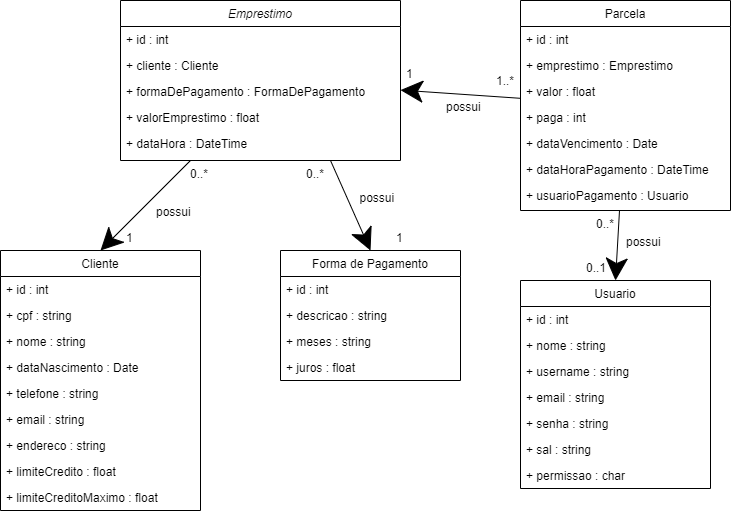 Emprestimo
+ id : int
+ cliente : Cliente
+ formaDePagamento : FormaDePagamento
+ valorEmprestimo : float
+ dataHora : DateTime
1
1..*
possui
Parcela
+ id : int
+ emprestimo : Emprestimo
+ valor : float
+ paga : int
+ dataVencimento : Date
+ dataHoraPagamento : DateTime
+ usuarioPagamento : Usuario
0..*
possui
1
0..*
possui
1
0..*
possui
0..1
Cliente
+ id : int
+ cpf : string
+ nome : string
+ dataNascimento : Date
+ telefone : string
+ email : string
+ endereco : string
+ limiteCredito : float
+ limiteCreditoMaximo : float
Forma de Pagamento
+ id : int
+ descricao : string
+ meses : string
+ juros : float
Usuario
+ id : int
+ nome : string
+ username : string
+ email : string
+ senha : string
+ sal : string
+ permissao : char